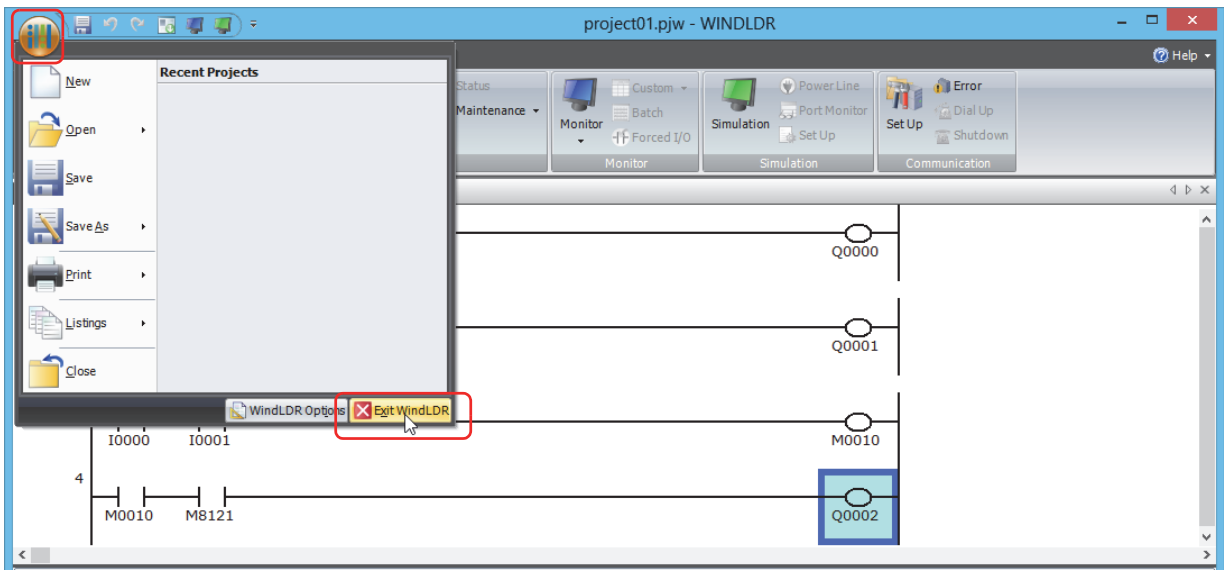 project01.pjw - WINDLDR
Help
New
Open
Save
Save As
Print
Listings
Close
Recent Projects
WindLDR Options
Exit WindLDR
Status
Maintenance
Monitor
Custom
Batch
Forced I/O
Monitor
Simulation
Power Line
Port Monitor
Set Up
Simulation
Set Up
Error
Dial Up
Shutdown
Communication
Q0000
Q0001
I0000 I0001 M0010
4
M0010 M8121 Q0002